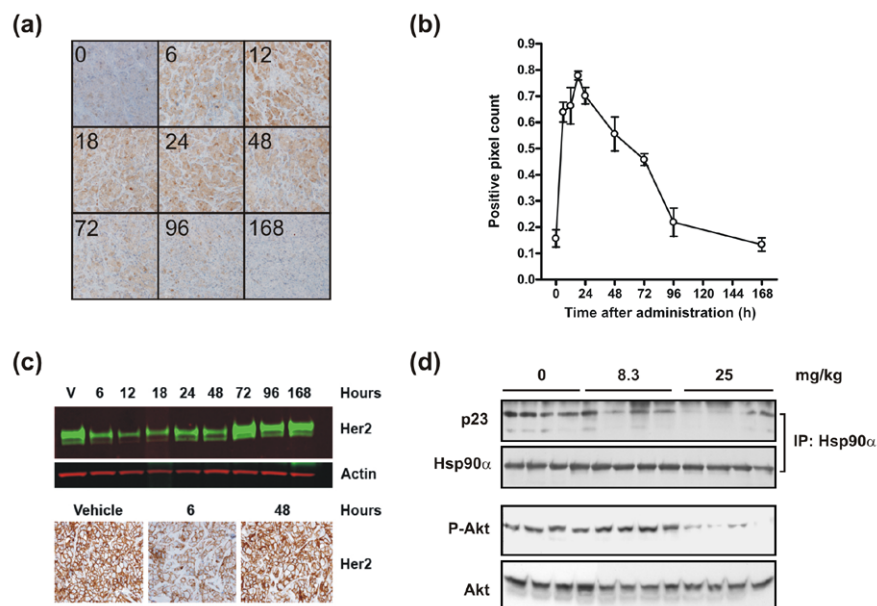 (a)
0 6 12
18 24 48
72 96 168
(b)
Positive pixel count
0.9
0.8
0.7
0.6
0.5
0.4
0.3
0.2
0.1
0.0
0 24 48 72 96 120 144 168
Time after administration (h)
(c)
V 6 12 18 24 48 72 96 168 Hours
Her2
Actin
Vehicle 6 48 Hours
Her2
(d)
0 8.3 25 mg/kg
p23
Hsp90α
IP: Hsp90α
P-Akt
Akt